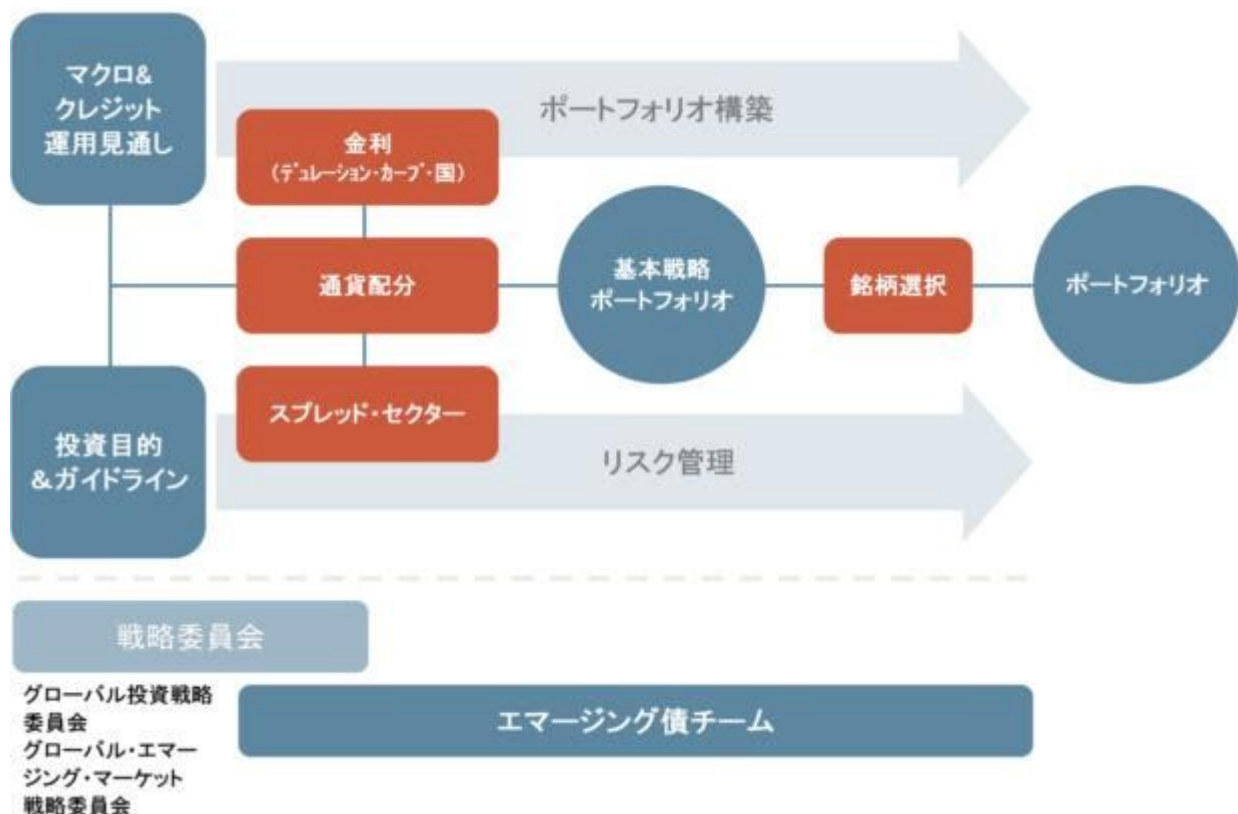 マクロ&
クレジット
運用見通し
ポートフォリオ構築
金利
(デュレーション・カーブ・国)
通貨配分
スプレッド・セクター
基本戦略
ポートフォリオ
銘柄選択
ポートフォリオ
投資目的
&ガイドライン
リスク管理
戦略委員会
グローバル投資戦略
委員会
グローバル・エマー
ジング・マーケット
戦略委員会
エマージング債チーム